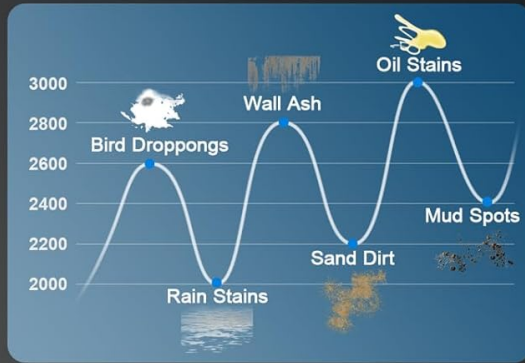 Oil Stains
3000
Wall Ash
2800
Bird Droppongs
2600
2400
Mud Spots
2200
Sand Dirt
2000
Rain Stains